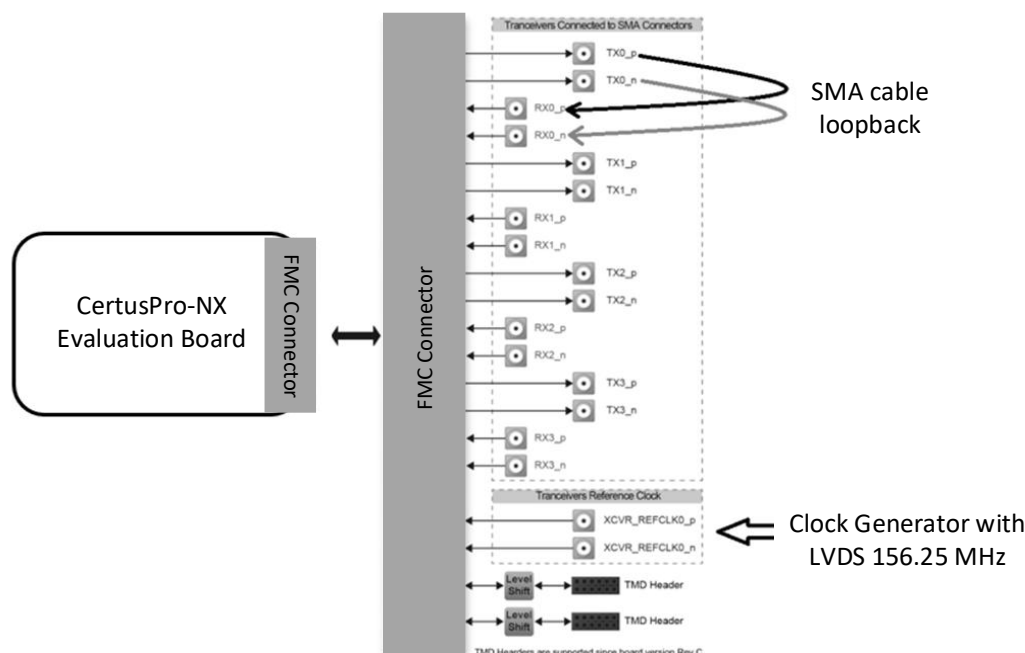 Tranceivers Connected to SMA Connectors
TX0_p
TX0_n
RX0_p
RX0_n
SMA cable
loopback
TX1_p
TX1_n
RX1_p
RX1_n
TX2_p
TX2_n
RX2_p
RX2_n
TX3_p
TX3_n
RX3_p
RX3_n
CertusPro-NX
Evaluation Board
FMC Connector
FMC Connector
Tranceivers Reference Clock
XCVR_REFCLK0_p
XCVR_REFCLK0_n
Clock Generator with
LVDS 156.25 MHz
Level
Shift
TMD Header
Level
Shift
TMD Header
TMD Hearders are supported since board version Rev C